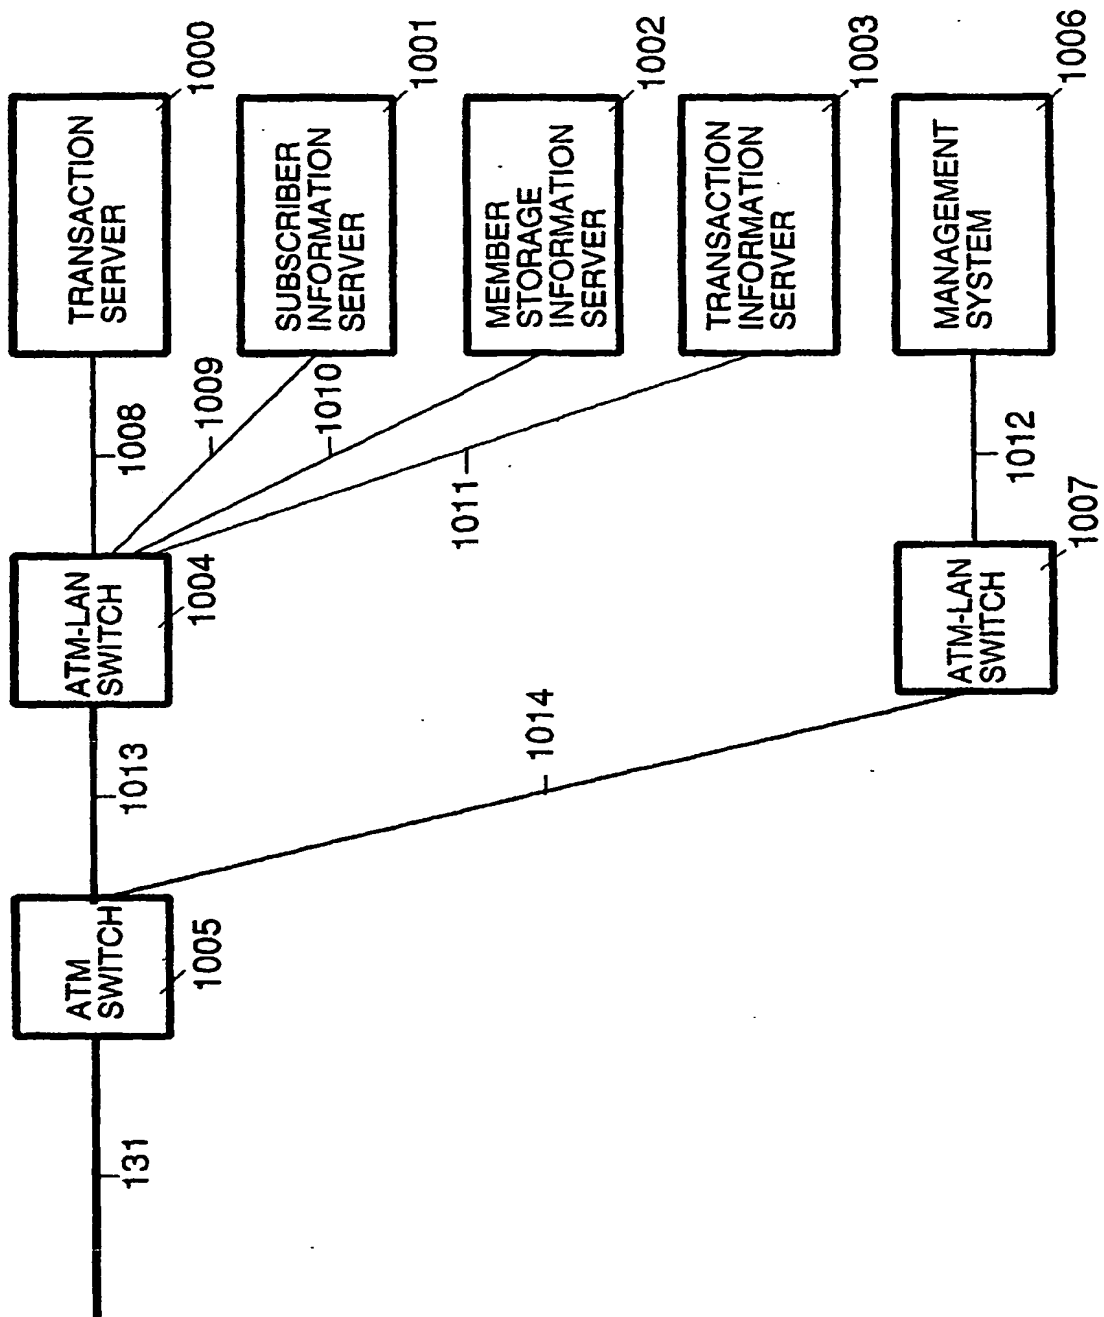 TRANSACTION
SERVER
1000
SUBSCRIBER
INFORMATION
SERVER
1001
MEMBER
STORAGE
INFORMATION
SERVER
1002
TRANSACTION
INFORMATION
SERVER
1003
MANAGEMENT
SYSTEM
1006
1008
1009
1010
1011
1012
ATM-LAN
SWITCH
1004
ATM-LAN
SWITCH
1007
1013
1014
ATM
SWITCH
1005
131